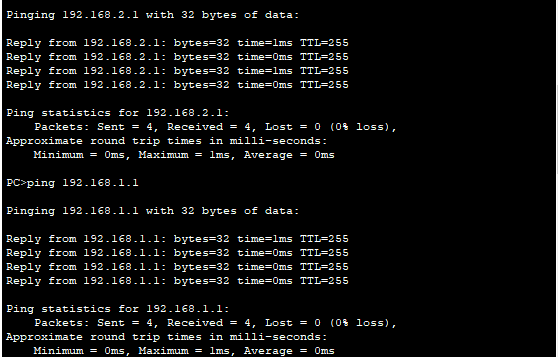 Pinging 192.168.2.1 with 32 bytes of data:
Reply from 192.168.2.1: bytes=32 time=1ms TTL=255
Reply from 192.168.2.1: bytes=32 time=0ms TTL=255
Reply from 192.168.2.1: bytes=32 time=1ms TTL=255
Reply from 192.168.2.1: bytes=32 time=0ms TTL=255
Ping statistics for 192.168.2.1:
Packets: Sent = 4, Received = 4, Lost = 0 (0% loss),
Approximate round trip times in milli-seconds:
Minimum = 0ms, Maximum = 1ms, Average = 0ms
PC>ping 192.168.1.1
Pinging 192.168.1.1 with 32 bytes of data:
Reply from 192.168.1.1: bytes=32 time=1ms TTL=255
Reply from 192.168.1.1: bytes=32 time=0ms TTL=255
Reply from 192.168.1.1: bytes=32 time=0ms TTL=255
Reply from 192.168.1.1: bytes=32 time=0ms TTL=255
Ping statistics for 192.168.1.1:
Packets: Sent = 4, Received = 4, Lost = 0 (0% loss),
Approximate round trip times in milli-seconds:
Minimum = 0ms, Maximum = 1ms, Average = 0ms